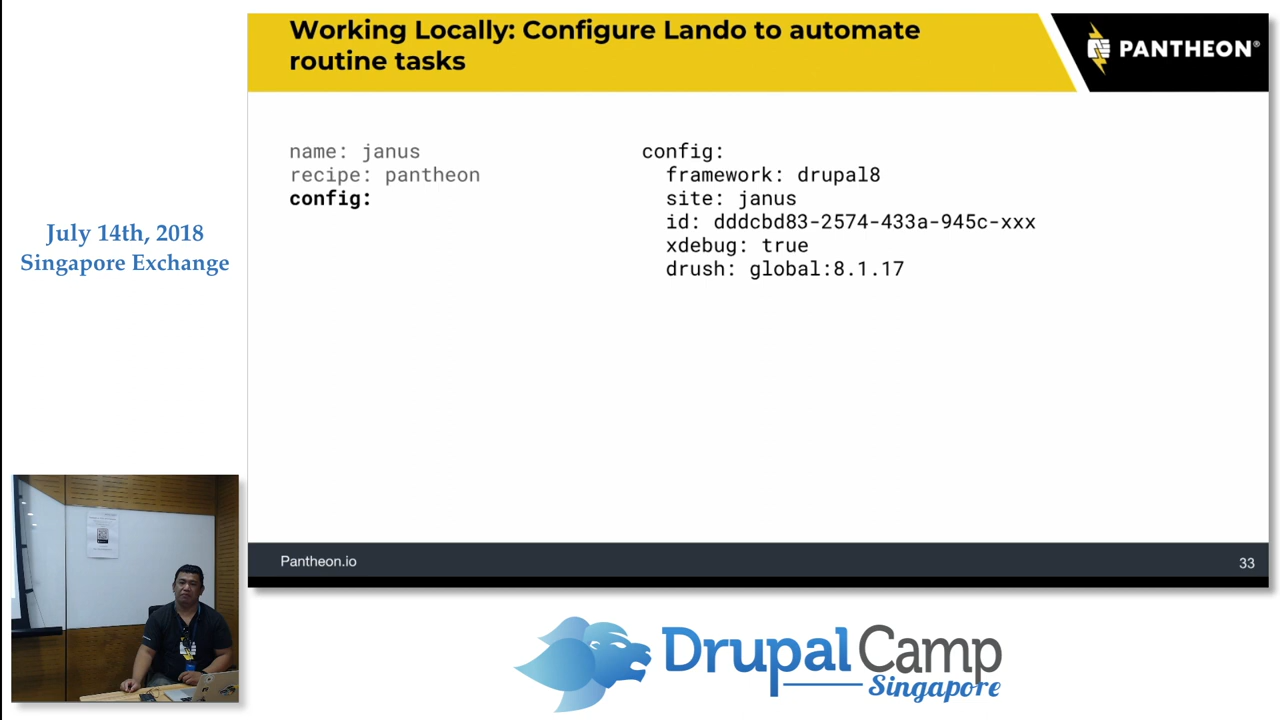 Working Locally: Configure Lando to automate
routine tasks
PANTHEON®
name: janus
recipe: pantheon
config:
config:
framework: drupal8
site: janus
id: dddcbd83-2574-433a-945c-xxx
xdebug: true
drush: global:8.1.17
July 14th, 2018
Singapore Exchange
Pantheon.io
33
DrupalCamp
Singapore